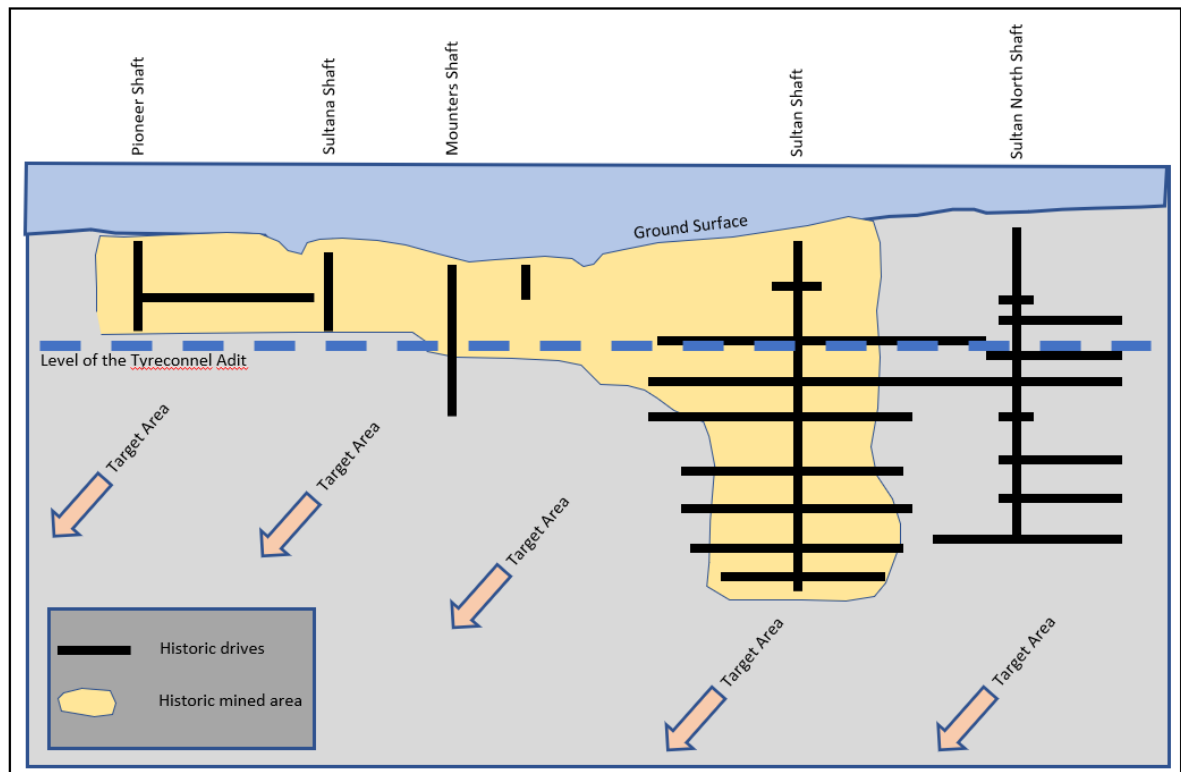 Pioneer Shaft
Sultana Shaft
Mounters Shaft
Sultan Shaft
Sultan North Shaft
Ground Surface
Level of the Tyreconnel Adit
Target Area
Target Area
Target Area
Target Area
Target Area
Historic drives
Historic mined area